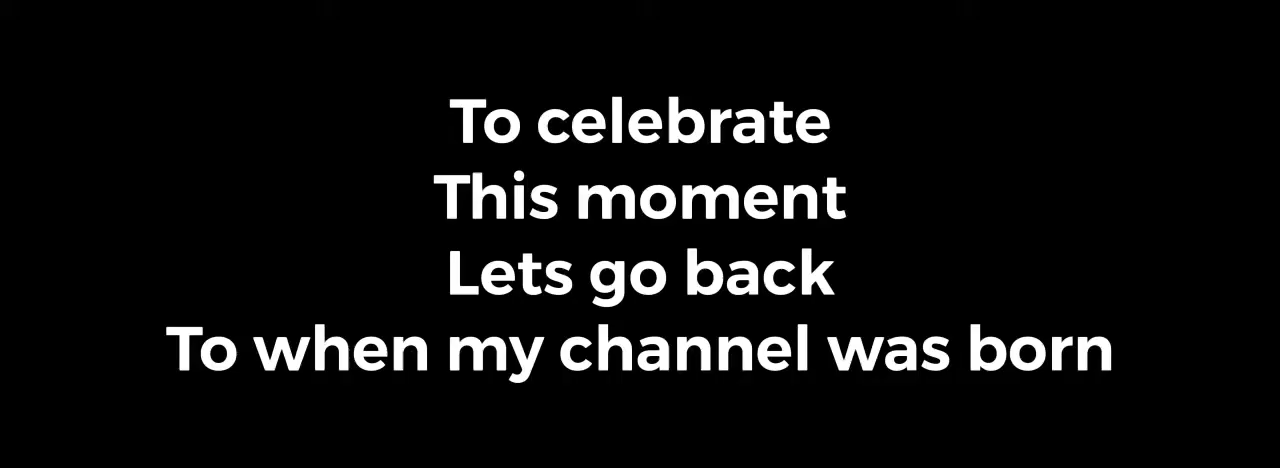 To celebrate
This moment
Lets go back
To when my channel was born